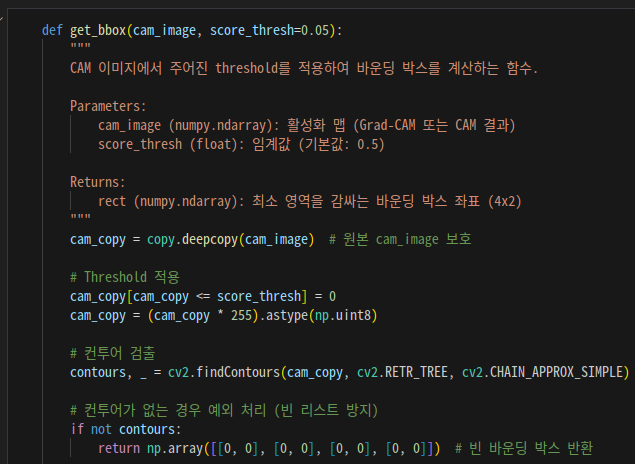 def get_bbox(cam_image, score_thresh=0.05):
"""
CAM 이미지에서 주어진 threshold를 적용하여 바운딩 박스를 계산하는 함수.
Parameters:
cam_image (numpy.ndarray): 활성화 맵 (Grad-CAM 또는 CAM 결과)
score_thresh (float): 임계값 (기본값: 0.5)
Returns:
rect (numpy.ndarray): 최소 영역을 감싸는 바운딩 박스 좌표 (4x2)
"""
cam_copy = copy.deepcopy(cam_image)  # 원본 cam_image 보호
# Threshold 적용
cam_copy[cam_copy <= score_thresh] = 0
cam_copy = (cam_copy * 255).astype(np.uint8)
# 컨투어 검출
contours, _ = cv2.findContours(cam_copy, cv2.RETR_TREE, cv2.CHAIN_APPROX_SIMPLE)
# 컨투어가 없는 경우 예외 처리 (빈 리스트 방지)
if not contours:
return np.array([[0, 0], [0, 0], [0, 0], [0, 0]])  # 빈 바운딩 박스 반환